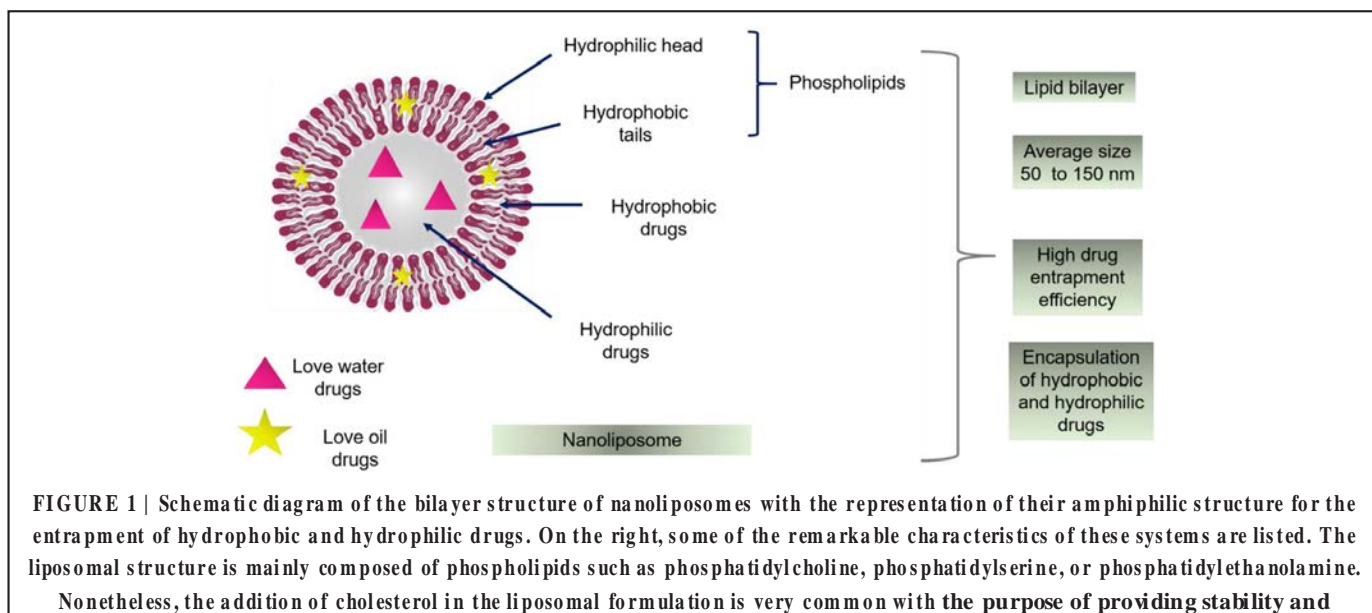 Hydrophilic head
Phospholipids
Hydrophobic
tails
Hydrophobic
drugs
Hydrophilic
drugs
Love water
drugs
Love oil
drugs
Nanoliposome
Lipid bilayer
Average size
50 to 150 nm
High drug
entrapment
efficiency
Encapsulation
of hydrophobic
and hydrophilic
drugs
FIGURE 1 | Schematic diagram of the bilayer structure of nanoliposomes with the representation of their amphiphilic structure for the
entrapment of hydrophobic and hydrophilic drugs. On the right, some of the remarkable characteristics of these systems are listed. The
liposomal structure is mainly composed of phospholipids such as phosphatidylcholine, phosphatidylserine, or phosphatidylethanolamine.
Nonetheless, the addition of cholesterol in the liposomal formulation is very common with the purpose of providing stability and